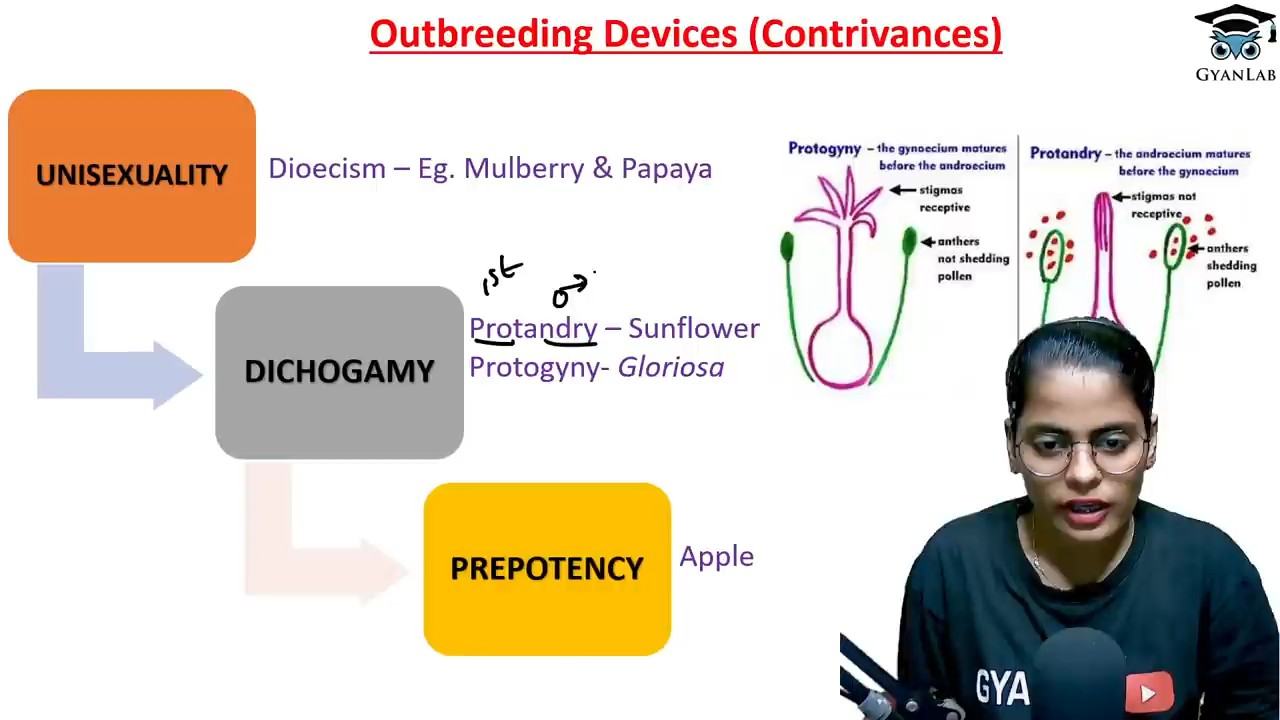 Outbreeding Devices (Contrivances)
GYANLAB
UNISEXUALITY
Dioecism – Eg. Mulberry & Papaya
Protogyny – the gynoecium matures
before the androecium
stigmas
receptive
anthers
not shedding
pollen
Protandry – the androecium matures
before the gynoecium
stigmas not
receptive
anthers
shedding
pollen
1st
♂
DICHOGAMY
Protandry – Sunflower
Protogyny- Gloriosa
PREPOTENCY
Apple
GYA